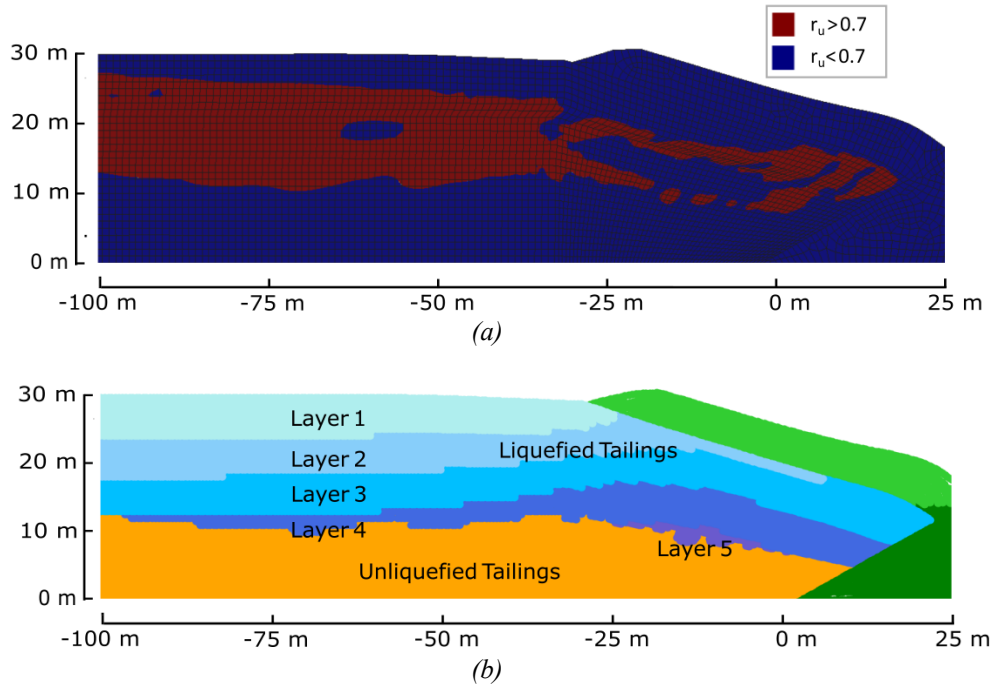 r_u>0.7
r_u<0.7
30 m
20 m
10 m
0 m
-100 m -75 m -50 m -25 m 0 m 25 m
(a)
30 m
Layer 1
Layer 2
Liquefied Tailings
20 m
Layer 3
10 m
Layer 4
Layer 5
Unliquefied Tailings
0 m
-100 m -75 m -50 m -25 m 0 m 25 m
(b)